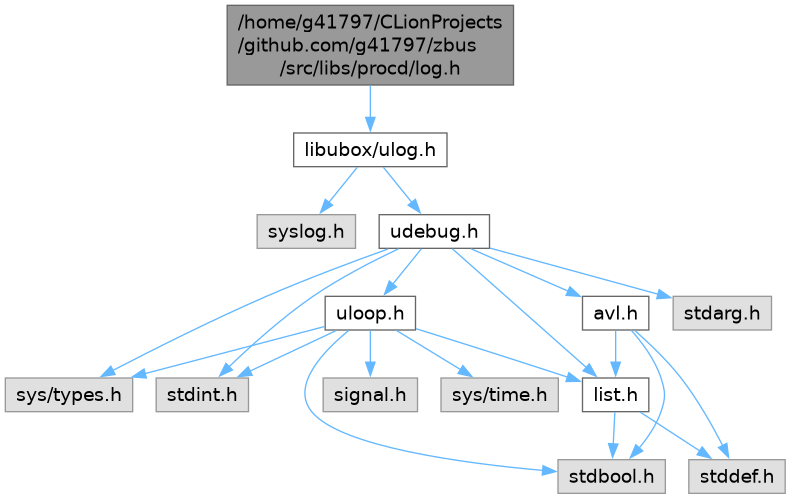 /home/g41797/CLionProjects
/github.com/g41797/zbus
/src/libs/procd/log.h
libubox/ulog.h
syslog.h
udebug.h
uloop.h
avl.h
stdarg.h
sys/types.h
stdint.h
signal.h
sys/time.h
list.h
stdbool.h
stddef.h